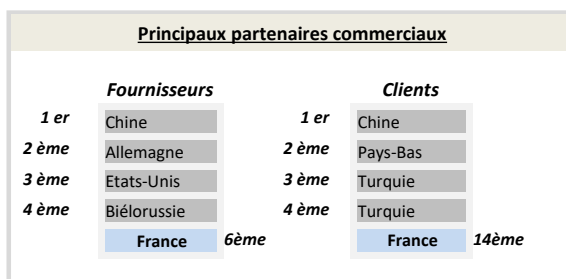 Principaux partenaires commerciaux
Fournisseurs Clients
1 er Chine 1 er Chine
2 ème Allemagne 2 ème Pays-Bas
3 ème Etats-Unis 3 ème Turquie
4 ème Biélorussie 4 ème Turquie
France 6ème France 14ème